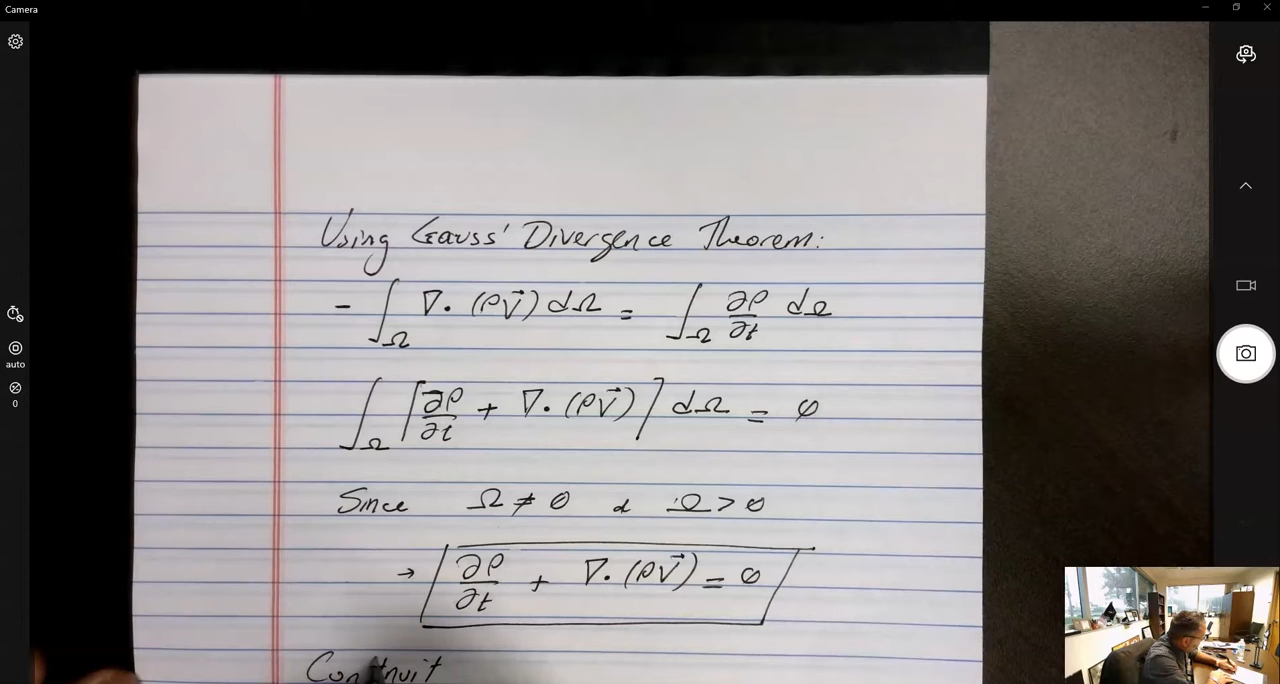 Camera
Using Gauss' Divergence Theorem:
- ∫_Ω ∇·(ρV⃗) dΩ = ∫_Ω ∂ρ/∂t dΩ
∫_Ω [∂ρ/∂t + ∇·(ρV⃗)] dΩ = 0
Since Ω ≠ 0 & Ω > 0
→ ∂ρ/∂t + ∇·(ρV⃗) = 0
auto
0